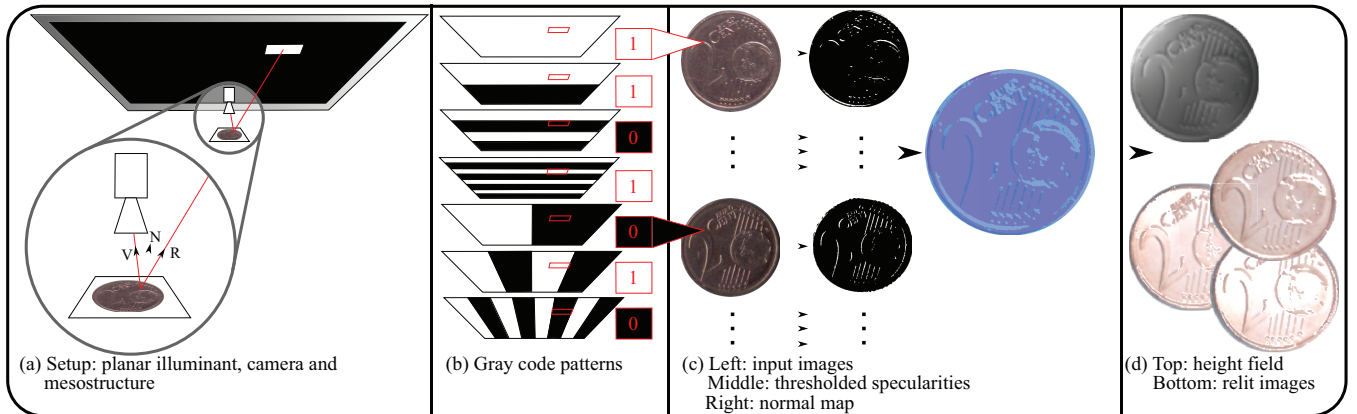 V
N
R
(a) Setup: planar illuminant, camera and
mesostructure
1
1
0
1
0
1
0
(b) Gray code patterns
(c) Left: input images
Middle: thresholded specularities
Right: normal map
(d) Top: height field
Bottom: relit images